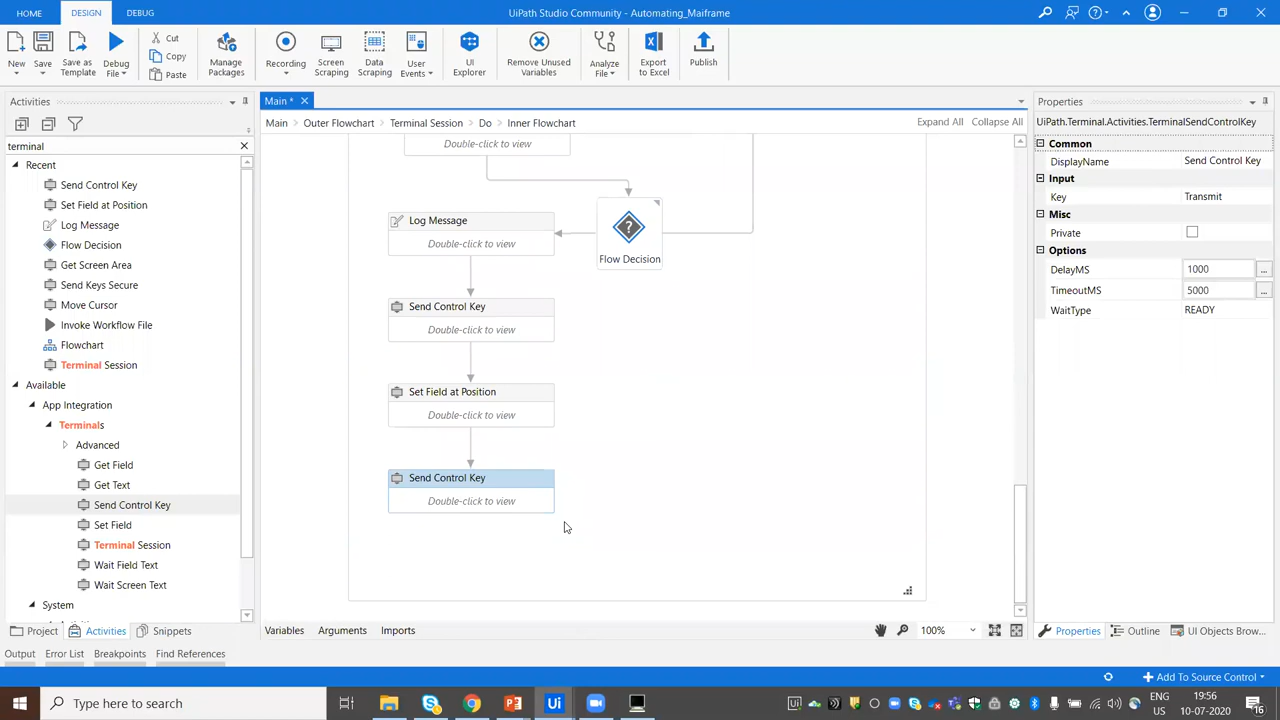 HOME DESIGN DEBUG UiPath Studio Community - Automating_Maiframe
New Save Save as Template Debug File Cut Copy Paste Manage Packages Recording Screen Scraping Data Scraping User Events UI Explorer Remove Unused Variables Analyze File Export to Excel Publish
Activities
terminal
Recent
Send Control Key
Set Field at Position
Log Message
Flow Decision
Get Screen Area
Send Keys Secure
Move Cursor
Invoke Workflow File
Flowchart
Terminal Session
Available
App Integration
Terminals
Advanced
Get Field
Get Text
Send Control Key
Set Field
Terminal Session
Wait Field Text
Wait Screen Text
System
Project Activities Snippets
Main *
Main Outer Flowchart Terminal Session Do Inner Flowchart Expand All Collapse All
Double-click to view
Log Message
Double-click to view
Flow Decision
Send Control Key
Double-click to view
Set Field at Position
Double-click to view
Send Control Key
Double-click to view
Variables Arguments Imports 100%
Properties
UiPath.Terminal.Activities.TerminalSendControlKey
Common
DisplayName Send Control Key
Input
Key Transmit
Misc
Private
Options
DelayMS 1000 ...
TimeoutMS 5000 ...
WaitType READY
Properties Outline UI Objects Brow...
Output Error List Breakpoints Find References
Add To Source Control
Type here to search
Ui
ENG
US
19:56
10-07-2020
16